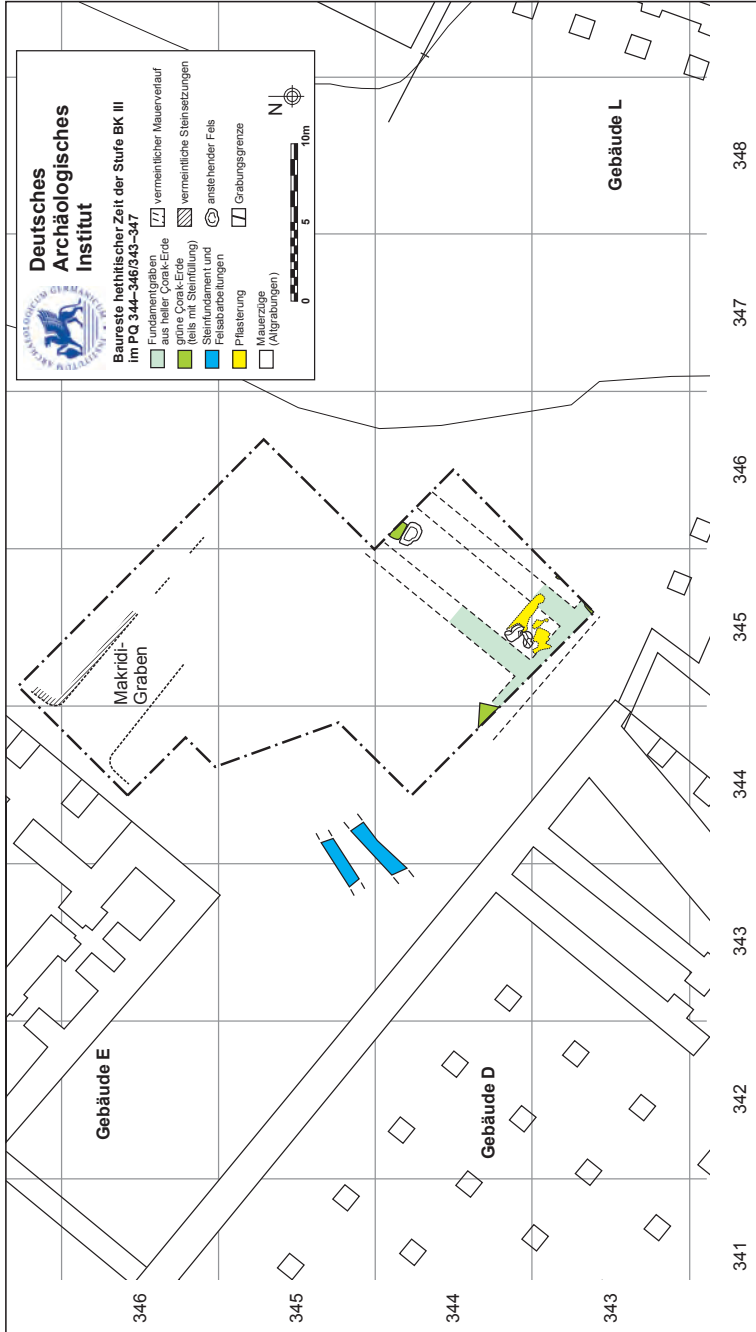 Deutsches
Archäologisches
Institut
INSTITUTUM ARCHAEOLOGICUM GERMANICUM
Baureste hethitischer Zeit der Stufe BK III
im PQ 344–346/343–347
Fundamentgräben
aus heller Çorak-Erde
grüne Çorak-Erde
(teils mit Steinfüllung)
Steinfundament und
Felsabarbeitungen
Pflasterung
Mauerzüge
(Altgrabungen)
vermeintlicher Mauerverlauf
vermeintliche Steinsetzungen
anstehender Fels
Grabungsgrenze
N
0 5 10m
Makridi-
Graben
Gebäude E
Gebäude D
Gebäude L
346
345
344
343
341 342 343 344 345 346 347 348